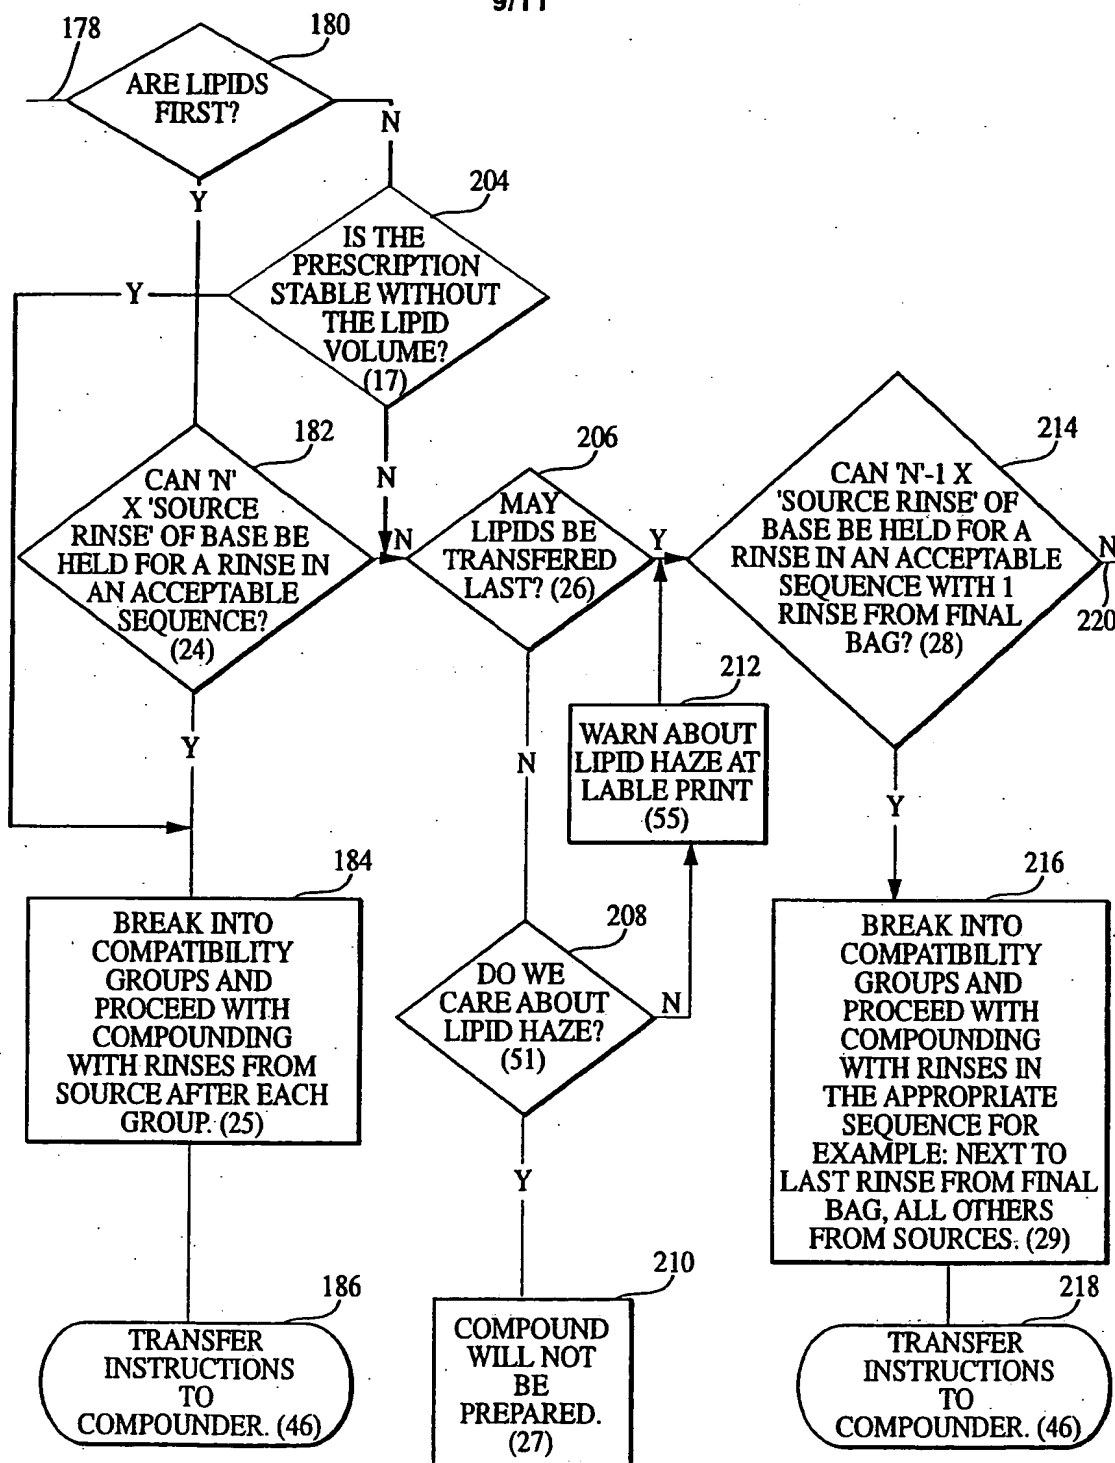 9/11
178
180
ARE LIPIDS
FIRST?
N
Y
204
IS THE
PRESCRIPTION
STABLE WITHOUT
THE LIPID
VOLUME?
(17)
Y
N
182
CAN 'N'
X 'SOURCE
RINSE' OF BASE BE
HELD FOR A RINSE IN
AN ACCEPTABLE
SEQUENCE?
(24)
N
Y
206
MAY
LIPIDS BE
TRANSFERED
LAST? (26)
Y
N
214
CAN 'N'-1 X
'SOURCE RINSE' OF
BASE BE HELD FOR A
RINSE IN AN ACCEPTABLE
SEQUENCE WITH 1
RINSE FROM FINAL
BAG? (28)
N
220
Y
212
WARN ABOUT
LIPID HAZE AT
LABLE PRINT
(55)
184
BREAK INTO
COMPATIBILITY
GROUPS AND
PROCEED WITH
COMPOUNDING
WITH RINSES FROM
SOURCE AFTER EACH
GROUP. (25)
208
DO WE
CARE ABOUT
LIPID HAZE?
(51)
N
Y
216
BREAK INTO
COMPATIBILITY
GROUPS AND
PROCEED WITH
COMPOUNDING
WITH RINSES IN
THE APPROPRIATE
SEQUENCE FOR
EXAMPLE: NEXT TO
LAST RINSE FROM FINAL
BAG, ALL OTHERS
FROM SOURCES. (29)
186
TRANSFER
INSTRUCTIONS
TO
COMPOUNDER. (46)
210
COMPOUND
WILL NOT
BE
PREPARED.
(27)
218
TRANSFER
INSTRUCTIONS
TO
COMPOUNDER. (46)